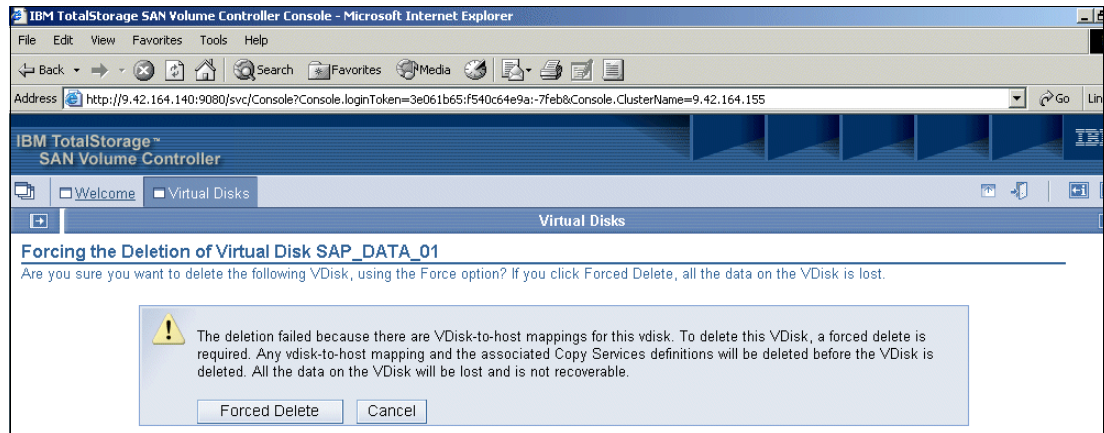 IBM TotalStorage SAN Volume Controller Console - Microsoft Internet Explorer
File Edit View Favorites Tools Help
Back Search Favorites Media
Address http://9.42.164.140:9080/svc/Console?Console.loginToken=3e061b65:f540c64e9a:-7feb&Console.ClusterName=9.42.164.155 Go Lin
IBM TotalStorage™
SAN Volume Controller
IBM
Welcome Virtual Disks
Virtual Disks
Forcing the Deletion of Virtual Disk SAP_DATA_01
Are you sure you want to delete the following VDisk, using the Force option? If you click Forced Delete, all the data on the VDisk is lost.
The deletion failed because there are VDisk-to-host mappings for this vdisk. To delete this VDisk, a forced delete is
required. Any vdisk-to-host mapping and the associated Copy Services definitions will be deleted before the VDisk is
deleted. All the data on the VDisk will be lost and is not recoverable.
Forced Delete Cancel